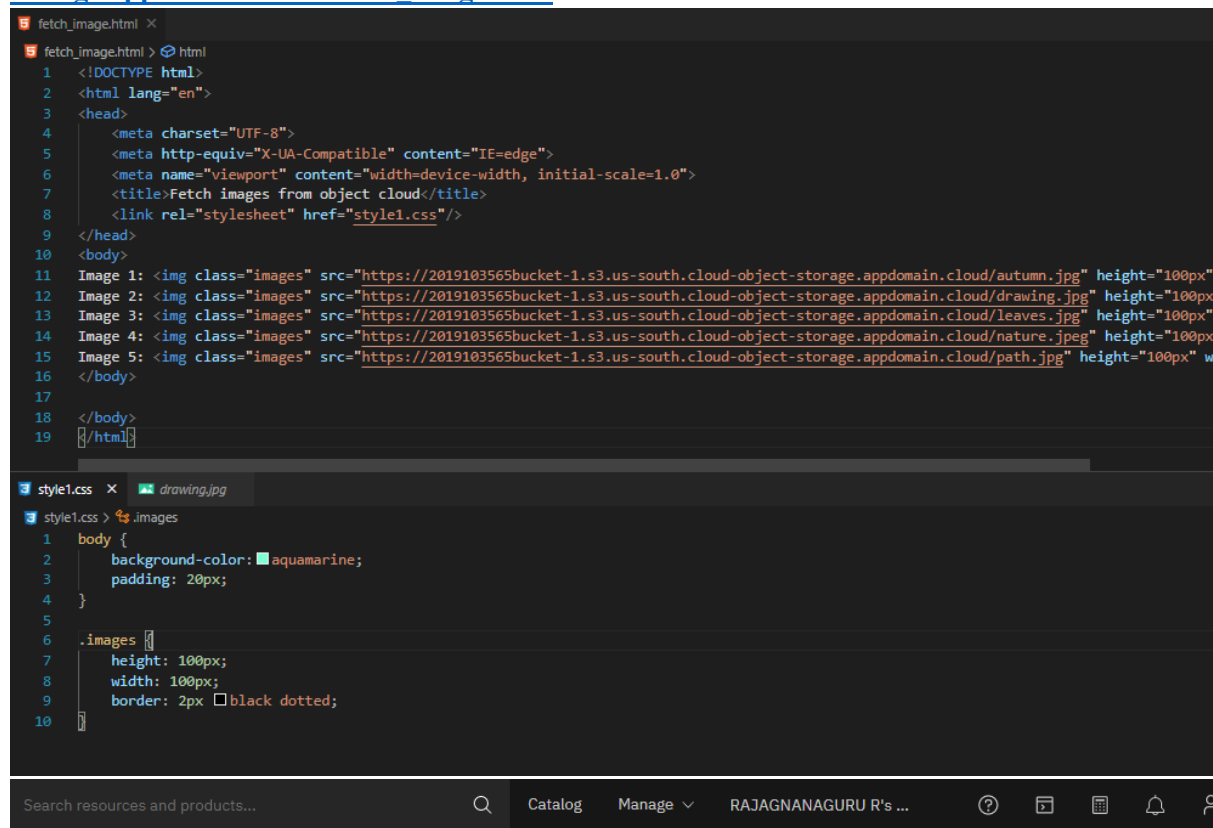 fetch_image.html ×
fetch_image.html > html
1 <!DOCTYPE html>
2 <html lang="en">
3 <head>
4 <meta charset="UTF-8">
5 <meta http-equiv="X-UA-Compatible" content="IE=edge">
6 <meta name="viewport" content="width=device-width, initial-scale=1.0">
7 <title>Fetch images from object cloud</title>
8 <link rel="stylesheet" href="style1.css"/>
9 </head>
10 <body>
11 Image 1: <img class="images" src="https://2019103565bucket-1.s3.us-south.cloud-object-storage.appdomain.cloud/autumn.jpg" height="100px"
12 Image 2: <img class="images" src="https://2019103565bucket-1.s3.us-south.cloud-object-storage.appdomain.cloud/drawing.jpg" height="100px
13 Image 3: <img class="images" src="https://2019103565bucket-1.s3.us-south.cloud-object-storage.appdomain.cloud/leaves.jpg" height="100px"
14 Image 4: <img class="images" src="https://2019103565bucket-1.s3.us-south.cloud-object-storage.appdomain.cloud/nature.jpeg" height="100px
15 Image 5: <img class="images" src="https://2019103565bucket-1.s3.us-south.cloud-object-storage.appdomain.cloud/path.jpg" height="100px" w
16 </body>
17
18 </body>
19 </html>
style1.css × drawing.jpg
style1.css > .images
1 body {
2 background-color: aquamarine;
3 padding: 20px;
4 }
5
6 .images {
7 height: 100px;
8 width: 100px;
9 border: 2px black dotted;
10 }
Search resources and products... Catalog Manage RAJAGNANAGURU R's ...